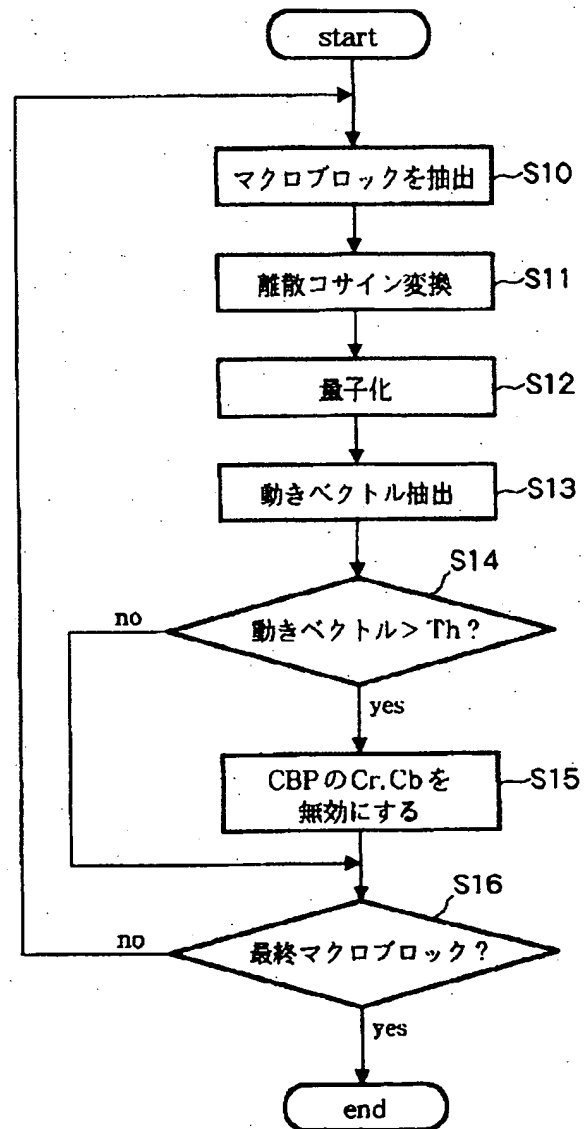 start
マクロブロックを抽出
S10
離散コサイン変換
S11
量子化
S12
動きベクトル抽出
S13
S14
動きベクトル> Th?
no
yes
CBPのCr.Cbを
無効にする
S15
S16
最終マクロブロック?
no
yes
end